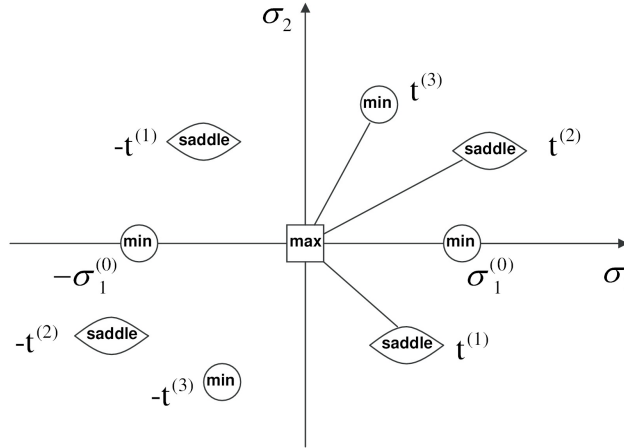 σ₂
min t⁽³⁾
-t⁽¹⁾ saddle
saddle t⁽²⁾
min max min
−σ₁⁽⁰⁾ σ₁⁽⁰⁾ σ
-t⁽²⁾ saddle
saddle t⁽¹⁾
-t⁽³⁾ min